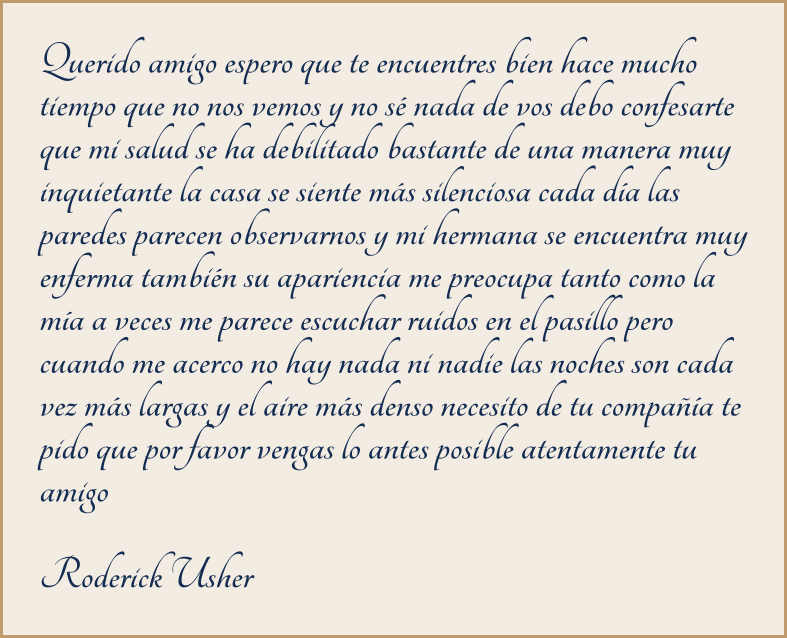 Querido amigo espero que te encuentres bien hace mucho
tiempo que no nos vemos y no sé nada de vos debo confesarte
que mi salud se ha debilitado bastante de una manera muy
inquietante la casa se siente más silenciosa cada día las
paredes parecen observarnos y mi hermana se encuentra muy
enferma también su apariencia me preocupa tanto como la
mía a veces me parece escuchar ruidos en el pasillo pero
cuando me acerco no hay nada ni nadie las noches son cada
vez más largas y el aire más denso necesito de tu compañía te
pido que por favor vengas lo antes posible atentamente tu
amigo
Roderick Usher